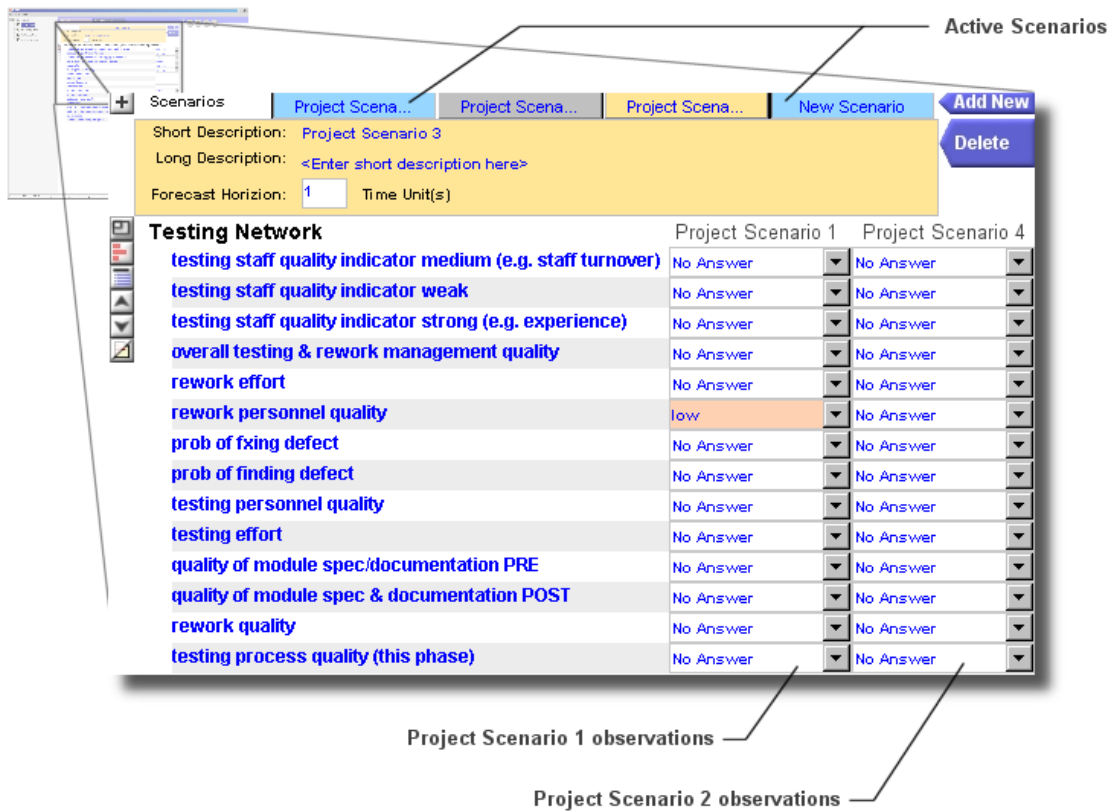 Active Scenarios
+ Scenarios Project Scena... Project Scena... Project Scena... New Scenario Add New
Short Description: Project Scenario 3 Delete
Long Description: <Enter short description here>
Forecast Horizion: 1 Time Unit(s)
Testing Network Project Scenario 1 Project Scenario 4
testing staff quality indicator medium (e.g. staff turnover) No Answer No Answer
testing staff quality indicator weak No Answer No Answer
testing staff quality indicator strong (e.g. experience) No Answer No Answer
overall testing & rework management quality No Answer No Answer
rework effort No Answer No Answer
rework personnel quality low No Answer
prob of fxing defect No Answer No Answer
prob of finding defect No Answer No Answer
testing personnel quality No Answer No Answer
testing effort No Answer No Answer
quality of module spec/documentation PRE No Answer No Answer
quality of module spec & documentation POST No Answer No Answer
rework quality No Answer No Answer
testing process quality (this phase) No Answer No Answer
Project Scenario 1 observations
Project Scenario 2 observations